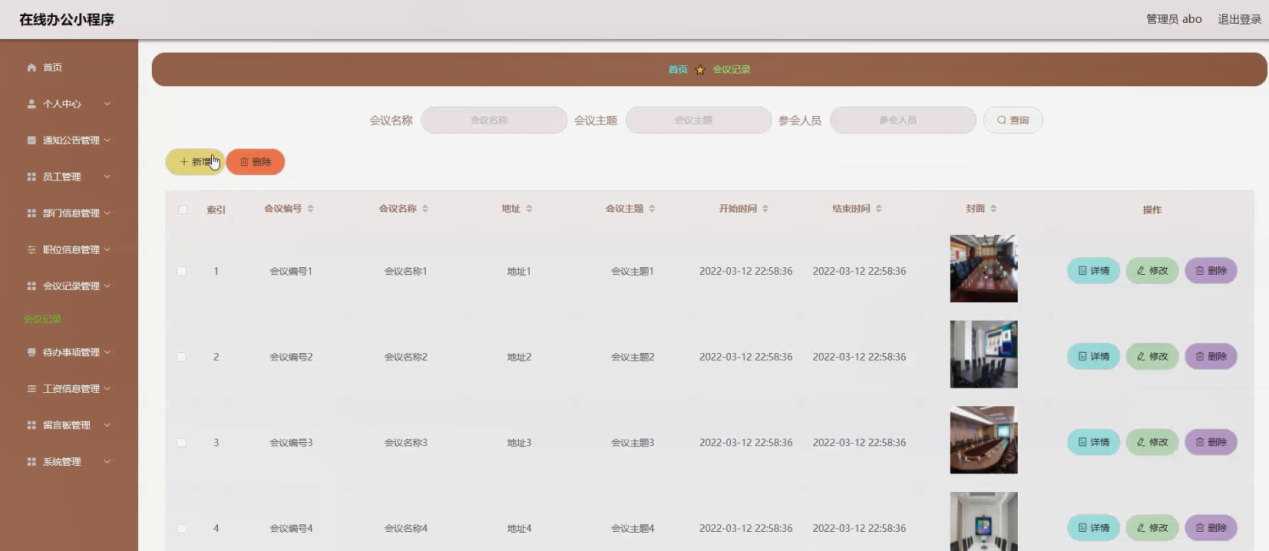 在线办公小程序
管理员 abo 退出登录
首页
个人中心
通知公告管理
员工管理
部门信息管理
职位信息管理
会议记录管理
会议记录
待办事项管理
工资信息管理
留言板管理
系统管理
首页 会议记录
会议名称 会议名称 会议主题 会议主题 参会人员 参会人员 查询
新增 删除
索引 会议编号 会议名称 地址 会议主题 开始时间 结束时间 封面 操作
1 会议编号1 会议名称1 地址1 会议主题1 2022-03-12 22:58:36 2022-03-12 22:58:36 详情 修改 删除
2 会议编号2 会议名称2 地址2 会议主题2 2022-03-12 22:58:36 2022-03-12 22:58:36 详情 修改 删除
3 会议编号3 会议名称3 地址3 会议主题3 2022-03-12 22:58:36 2022-03-12 22:58:36 详情 修改 删除
4 会议编号4 会议名称4 地址4 会议主题4 2022-03-12 22:58:36 2022-03-12 22:58:36 详情 修改 删除